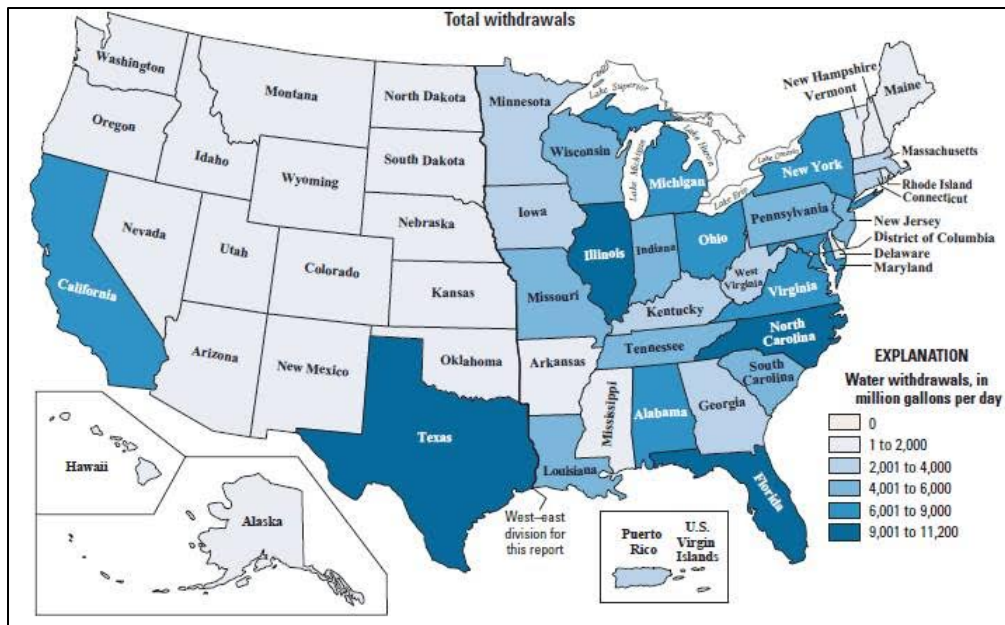 Total withdrawals
Washington
Montana
North Dakota
Minnesota
Lake Superior
New Hampshire
Vermont
Maine
Oregon
Idaho
Wyoming
South Dakota
Wisconsin
Lake Michigan
Lake Huron
Michigan
Lake Ontario
New York
Massachusetts
Lake Erie
Rhode Island
Connecticut
Nebraska
Iowa
Pennsylvania
New Jersey
District of Columbia
Delaware
Maryland
Nevada
Utah
Colorado
Kansas
Illinois
Indiana
Ohio
West
Virginia
Virginia
California
Missouri
Kentucky
North
Carolina
Arizona
New Mexico
Oklahoma
Arkansas
Tennessee
South
Carolina
Texas
Louisiana
Mississippi
Alabama
Georgia
Florida
Hawaii
Alaska
West–east
division for
this report
Puerto
Rico
U.S.
Virgin
Islands
EXPLANATION
Water withdrawals, in
million gallons per day
0
1 to 2,000
2,001 to 4,000
4,001 to 6,000
6,001 to 9,000
9,001 to 11,200